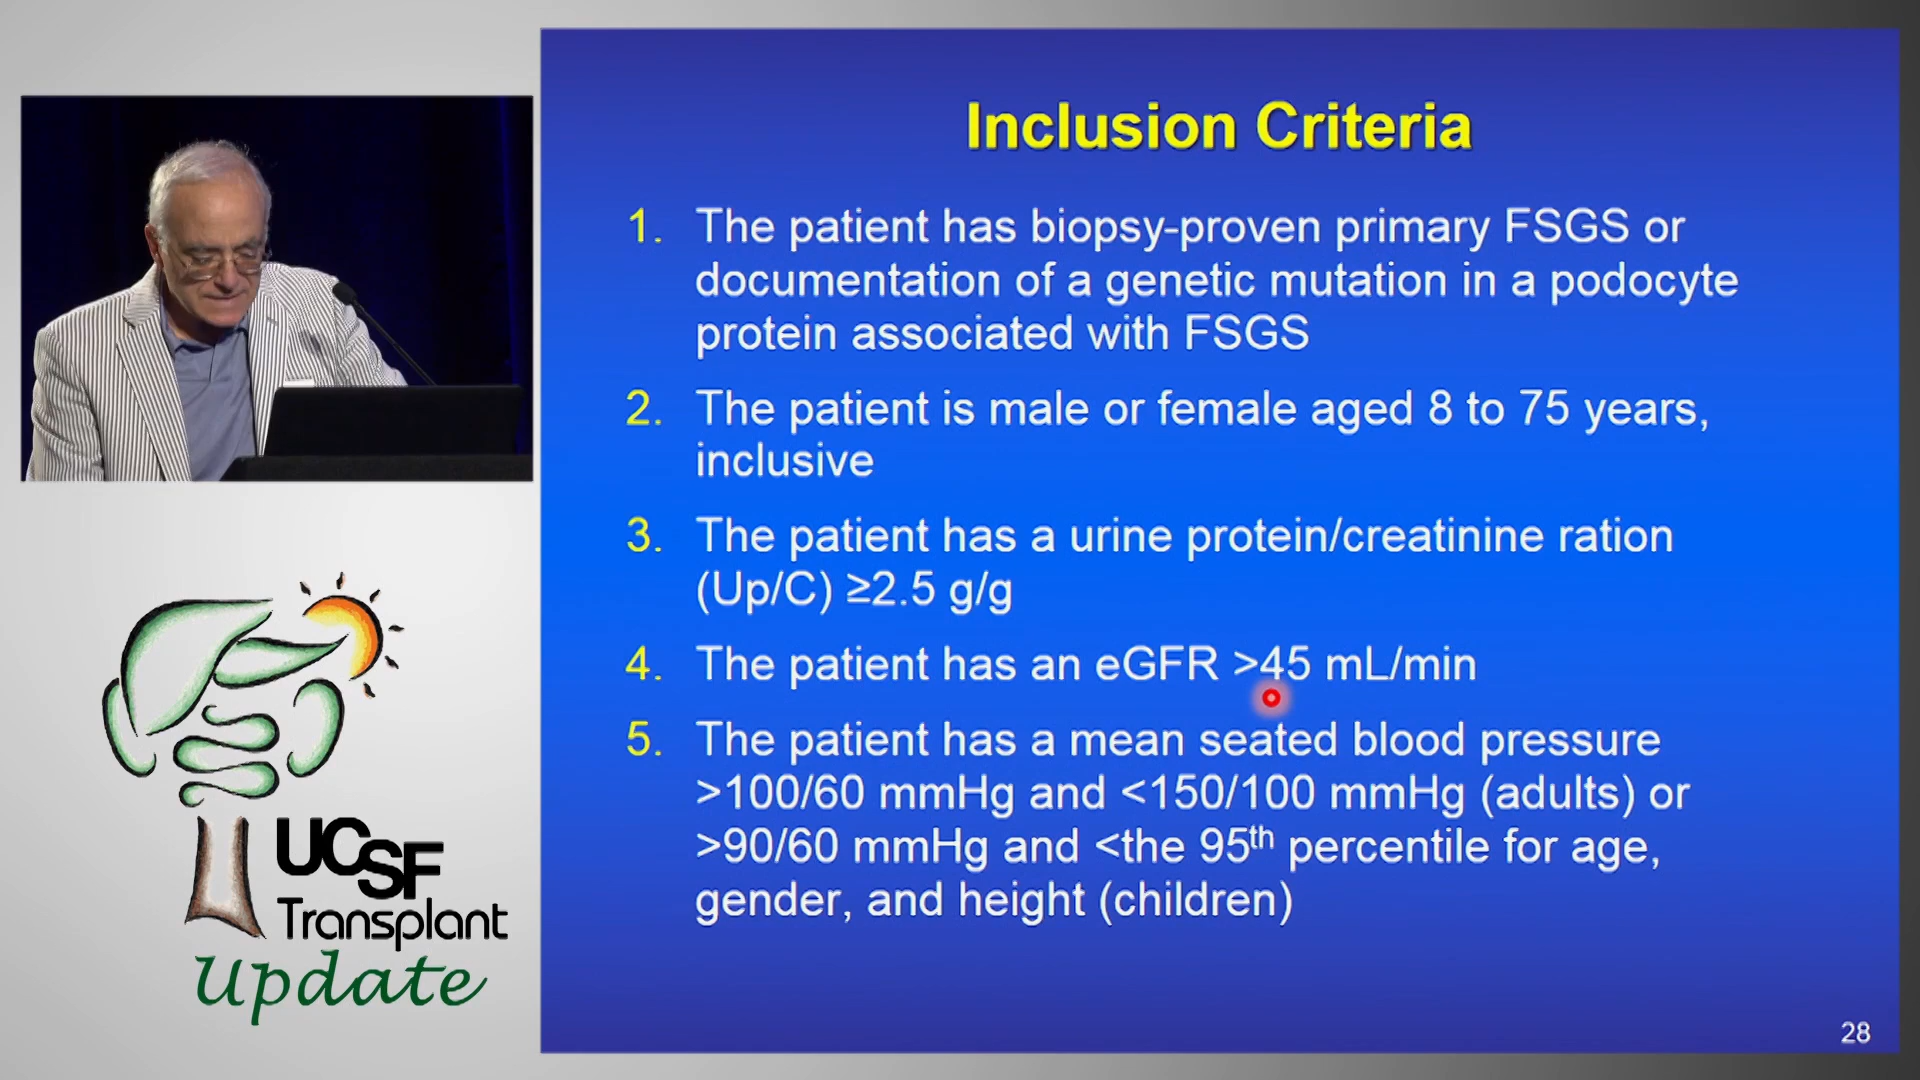 Inclusion Criteria
1. The patient has biopsy-proven primary FSGS or
documentation of a genetic mutation in a podocyte
protein associated with FSGS
2. The patient is male or female aged 8 to 75 years,
inclusive
3. The patient has a urine protein/creatinine ration
(Up/C) ≥2.5 g/g
4. The patient has an eGFR >45 mL/min
5. The patient has a mean seated blood pressure
>100/60 mmHg and <150/100 mmHg (adults) or
>90/60 mmHg and <the 95th percentile for age,
gender, and height (children)
28
UCSF
Transplant
Update